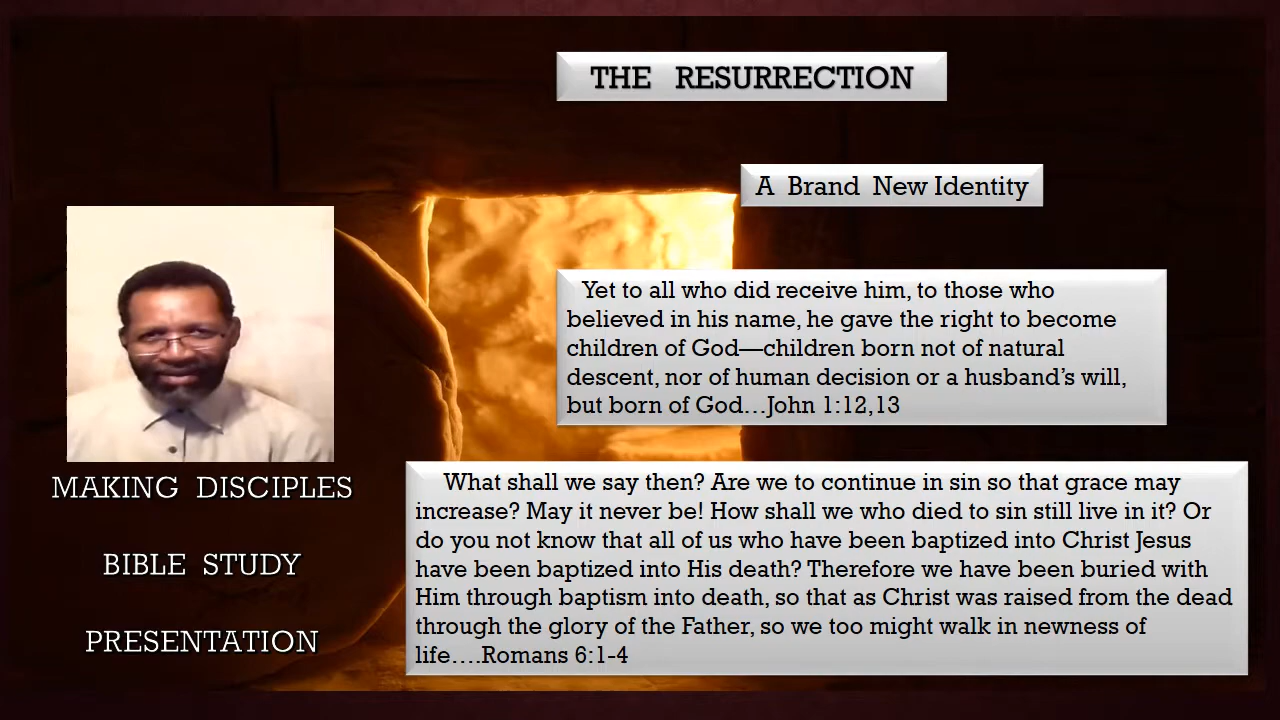 THE RESURRECTION
A Brand New Identity
Yet to all who did receive him, to those who
believed in his name, he gave the right to become
children of God—children born not of natural
descent, nor of human decision or a husband's will,
but born of God…John 1:12,13
What shall we say then? Are we to continue in sin so that grace may
increase? May it never be! How shall we who died to sin still live in it? Or
do you not know that all of us who have been baptized into Christ Jesus
have been baptized into His death? Therefore we have been buried with
Him through baptism into death, so that as Christ was raised from the dead
through the glory of the Father, so we too might walk in newness of
life….Romans 6:1-4
MAKING DISCIPLES
BIBLE STUDY
PRESENTATION